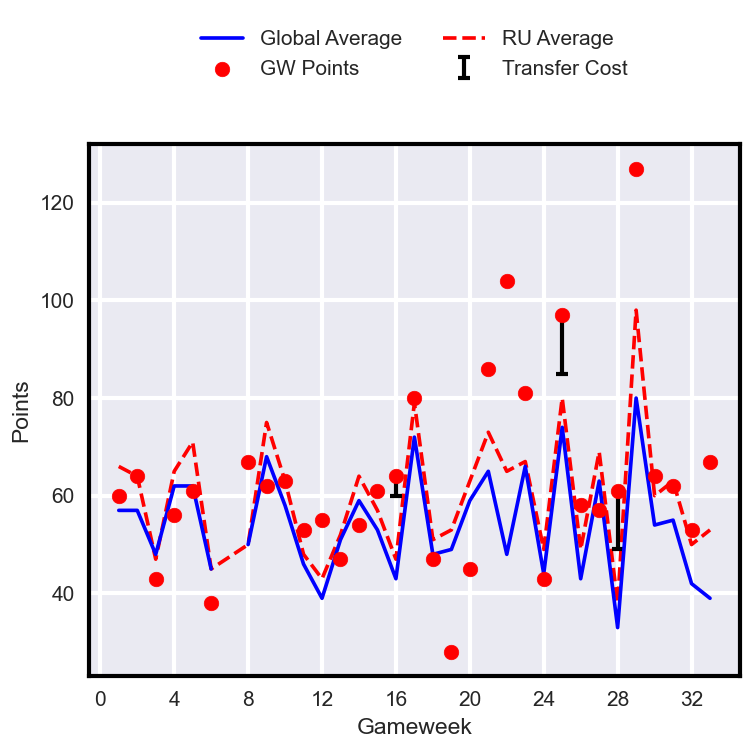 Global Average RU Average
GW Points Transfer Cost
120
100
80
60
40
Points
0 4 8 12 16 20 24 28 32
Gameweek